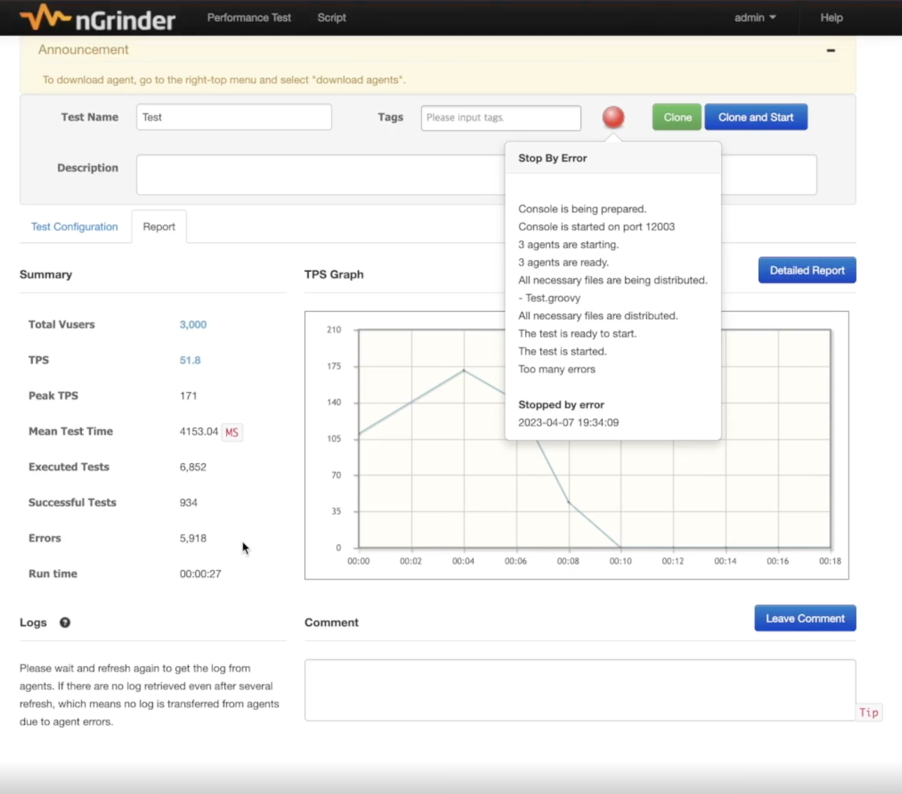 nGrinder Performance Test Script admin Help
Announcement
To download agent, go to the right-top menu and select "download agents".
Test Name Test Tags Please input tags. Clone Clone and Start
Description
Stop By Error
Console is being prepared.
Console is started on port 12003
3 agents are starting.
3 agents are ready.
All necessary files are being distributed.
- Test.groovy
All necessary files are distributed.
The test is ready to start.
The test is started.
Too many errors
Stopped by error
2023-04-07 19:34:09
Test Configuration Report
Summary
Total Vusers 3,000
TPS 51.8
Peak TPS 171
Mean Test Time 4153.04 MS
Executed Tests 6,852
Successful Tests 934
Errors 5,918
Run time 00:00:27
TPS Graph
Detailed Report
210
175
140
105
70
35
0
00:00 00:02 00:04 00:06 00:08 00:10 00:12 00:14 00:16 00:18
Logs ?
Please wait and refresh again to get the log from
agents. If there are no log retrieved even after several
refresh, which means no log is transferred from agents
due to agent errors.
Comment
Leave Comment
Tip